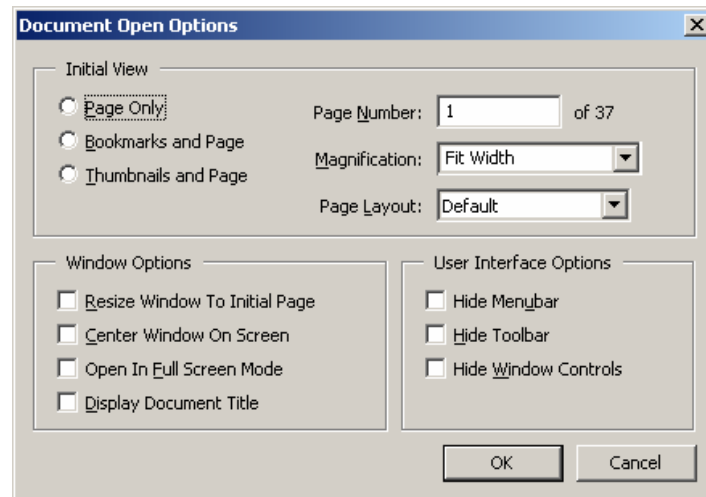 Document Open Options
Initial View
Page Only
Bookmarks and Page
Thumbnails and Page
Page Number: 1 of 37
Magnification: Fit Width
Page Layout: Default
Window Options
Resize Window To Initial Page
Center Window On Screen
Open In Full Screen Mode
Display Document Title
User Interface Options
Hide Menubar
Hide Toolbar
Hide Window Controls
OK Cancel